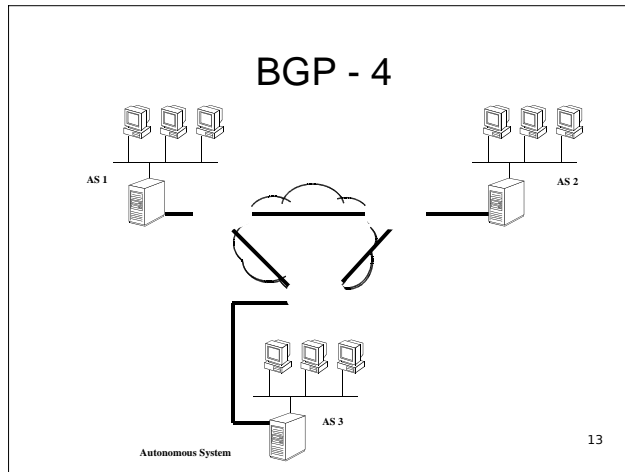 BGP - 4
AS 1
AS 2
AS 3
Autonomous System
13